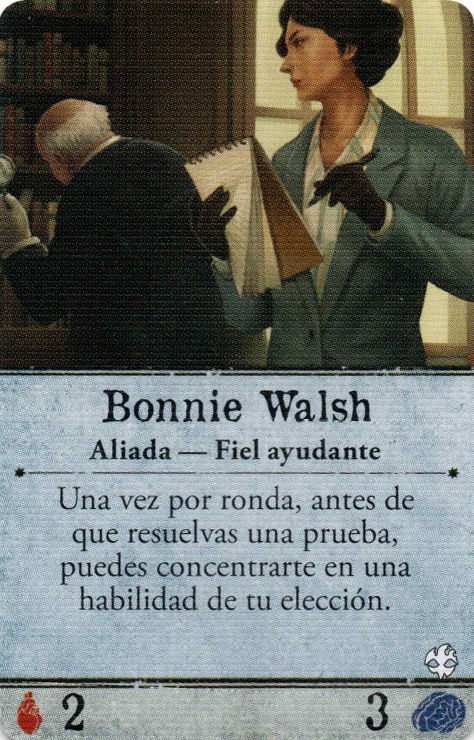 Bonnie Walsh
Aliada — Fiel ayudante
Una vez por ronda, antes de
que resuelvas una prueba,
puedes concentrarte en una
habilidad de tu elección.
2 3